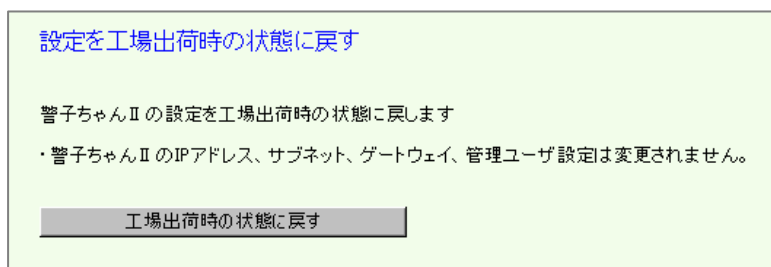 設定を工場出荷時の状態に戻す
警子ちゃんⅡ の設定を工場出荷時の状態に戻します
・警子ちゃんⅡ のIPアドレス、サブネット、ゲートウェイ、管理ユーザ設定は変更されません。
工場出荷時の状態に戻す